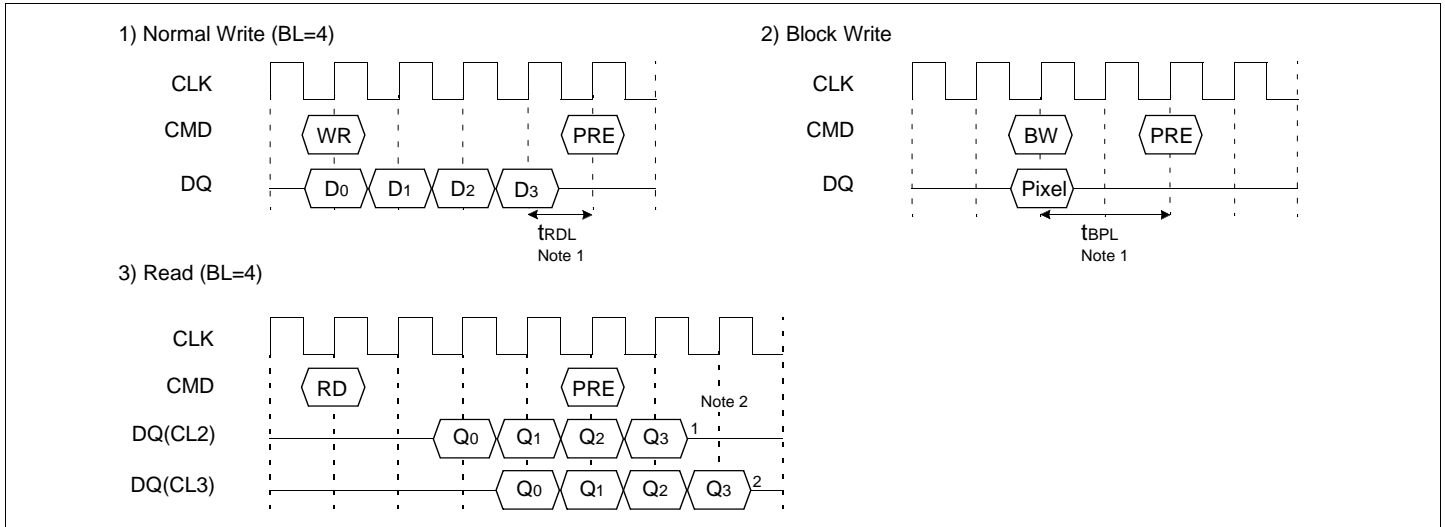 1) Normal Write (BL=4)
CLK
CMD WR PRE
DQ D0 D1 D2 D3
tRDL
Note 1
2) Block Write
CLK
CMD BW PRE
DQ Pixel
tBPL
Note 1
3) Read (BL=4)
CLK
CMD RD PRE
Note 2
DQ(CL2) Q0 Q1 Q2 Q3 1
DQ(CL3) Q0 Q1 Q2 Q3 2